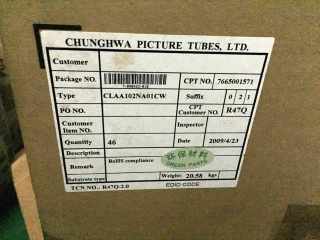 CHUNGHWA PICTURE TUBES, LTD.
Customer
Package NO. CPT NO. 7665001571
Type CLAA102NA01CW Suffix 0 2 1
PO NO. CPT Customer NO. R47Q
Customer Item NO. Inspector
Quantity 46 Date 2009/4/23
Description 环保材料
Remark RoHS compliance GREEN PARTS
Substrate type Weight: 20.58 kg
TCN NO.: R47Q-2.0 EDID CODE: